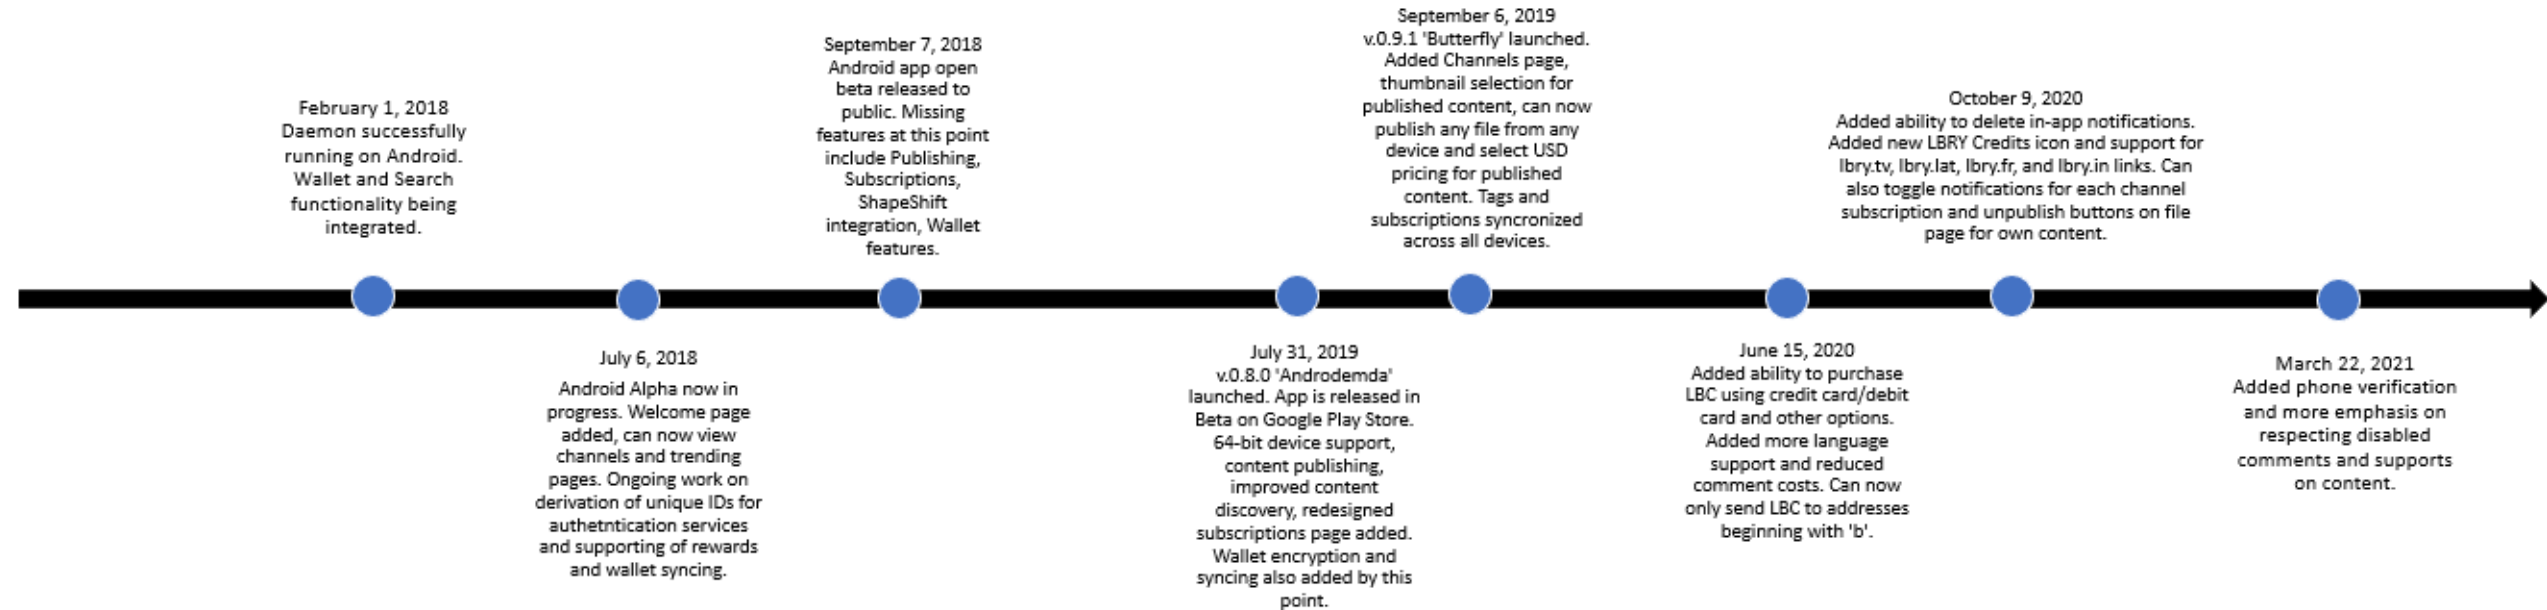 February 1, 2018
Daemon successfully
running on Android.
Wallet and Search
functionality being
integrated.
July 6, 2018
Android Alpha now in
progress. Welcome page
added, can now view
channels and trending
pages. Ongoing work on
derivation of unique IDs for
authetntication services
and supporting of rewards
and wallet syncing.
September 7, 2018
Android app open
beta released to
public. Missing
features at this point
include Publishing,
Subscriptions,
ShapeShift
integration, Wallet
features.
July 31, 2019
v.0.8.0 'Androdemda'
launched. App is released in
Beta on Google Play Store.
64-bit device support,
content publishing,
improved content
discovery, redesigned
subscriptions page added.
Wallet encryption and
syncing also added by this
point.
September 6, 2019
v.0.9.1 'Butterfly' launched.
Added Channels page,
thumbnail selection for
published content, can now
publish any file from any
device and select USD
pricing for published
content. Tags and
subscriptions syncronized
across all devices.
June 15, 2020
Added ability to purchase
LBC using credit card/debit
card and other options.
Added more language
support and reduced
comment costs. Can now
only send LBC to addresses
beginning with 'b'.
October 9, 2020
Added ability to delete in-app notifications.
Added new LBRY Credits icon and support for
lbry.tv, lbry.lat, lbry.fr, and lbry.in links. Can
also toggle notifications for each channel
subscription and unpublish buttons on file
page for own content.
March 22, 2021
Added phone verification
and more emphasis on
respecting disabled
comments and supports
on content.